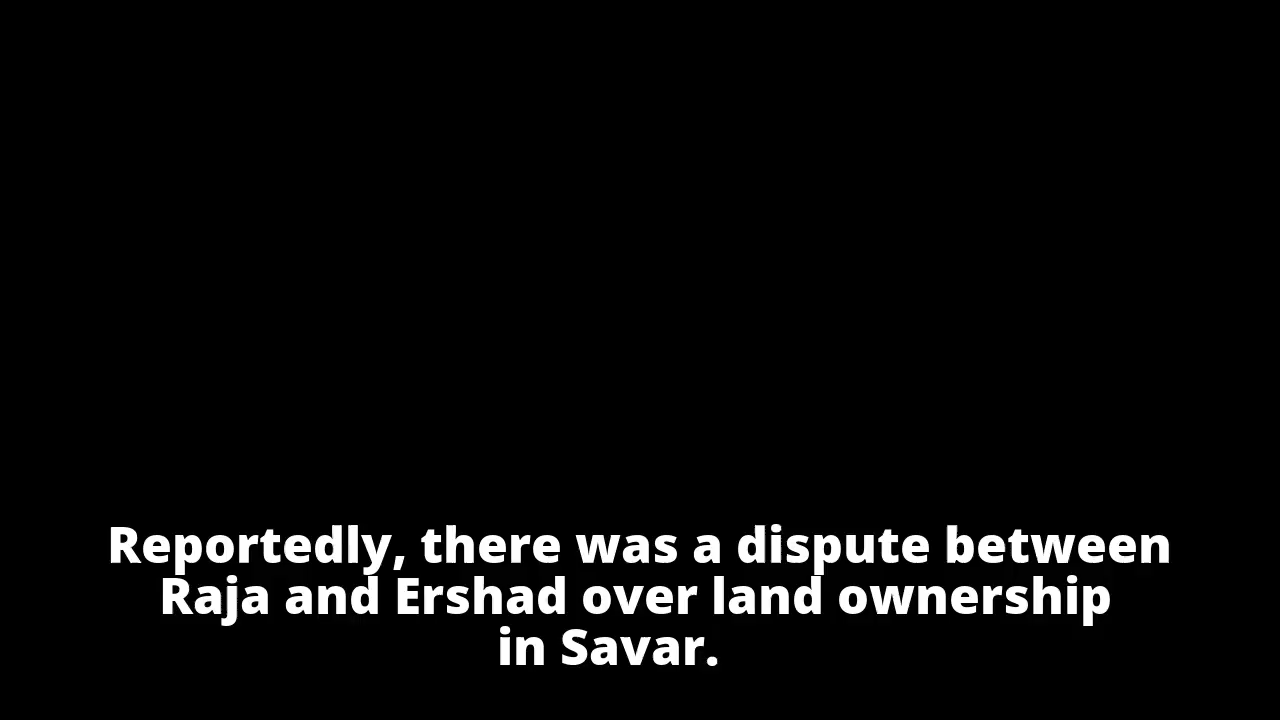 Reportedly, there was a dispute between
Raja and Ershad over land ownership
in Savar.